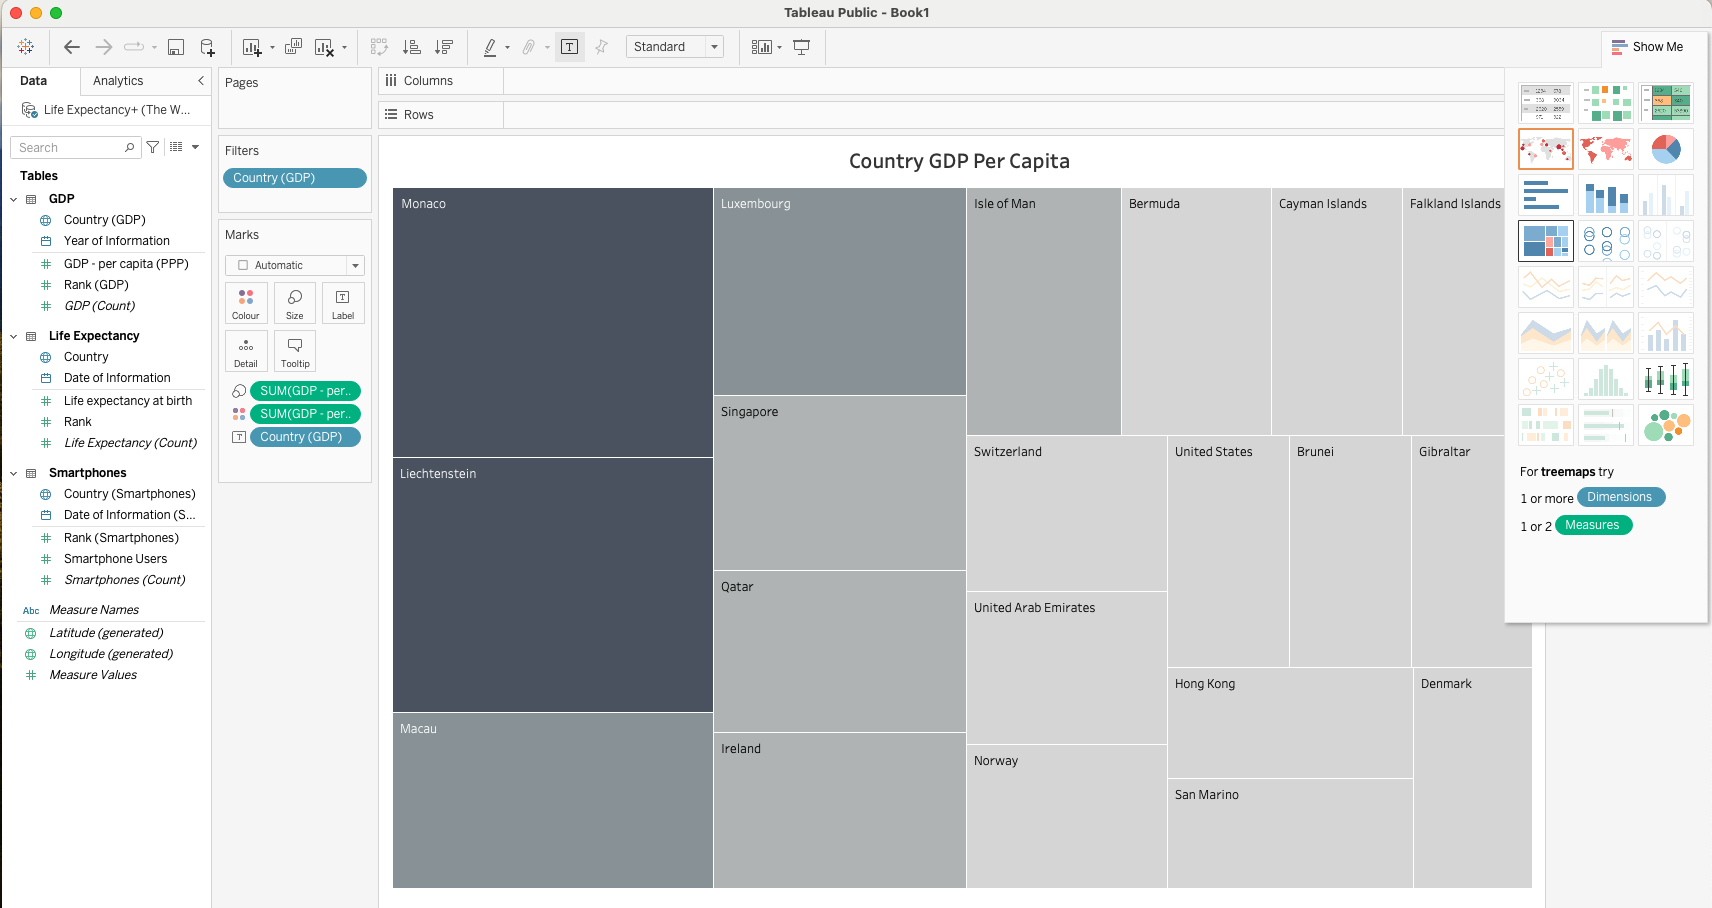 Tableau Public - Book1
Standard
Show Me
Data
Analytics
Life Expectancy+ (The W...
Search
Tables
GDP
Country (GDP)
Year of Information
GDP - per capita (PPP)
Rank (GDP)
GDP (Count)
Life Expectancy
Country
Date of Information
Life expectancy at birth
Rank
Life Expectancy (Count)
Smartphones
Country (Smartphones)
Date of Information (S...
Rank (Smartphones)
Smartphone Users
Smartphones (Count)
Abc Measure Names
Latitude (generated)
Longitude (generated)
Measure Values
Pages
Filters
Country (GDP)
Marks
Automatic
Colour
Size
Label
Detail
Tooltip
SUM(GDP - per..
SUM(GDP - per..
Country (GDP)
Columns
Rows
Country GDP Per Capita
Monaco
Liechtenstein
Macau
Luxembourg
Singapore
Qatar
Ireland
Isle of Man
Bermuda
Cayman Islands
Falkland Islands
Switzerland
United Arab Emirates
Norway
United States
Brunei
Gibraltar
Hong Kong
San Marino
Denmark
For treemaps try
1 or more Dimensions
1 or 2 Measures